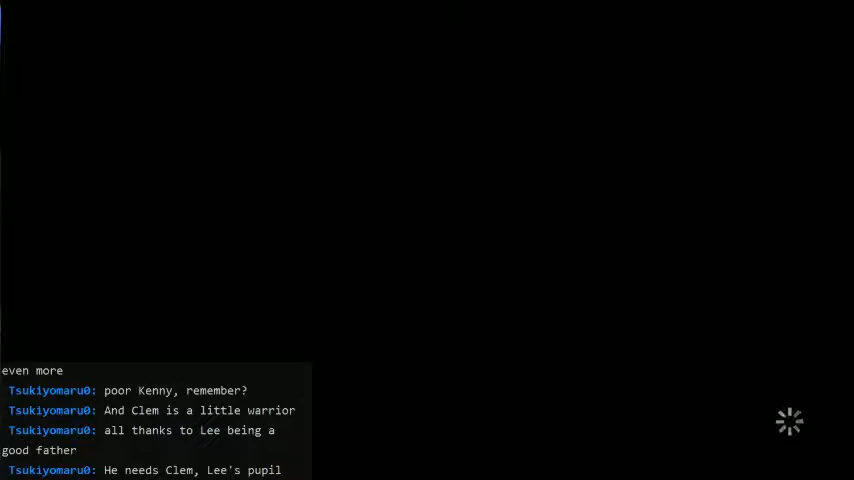 even more
Tsukiyomaru0: poor Kenny, remember?
Tsukiyomaru0: And Clem is a little warrior
Tsukiyomaru0: all thanks to Lee being a
good father
Tsukiyomaru0: He needs Clem, Lee's pupil